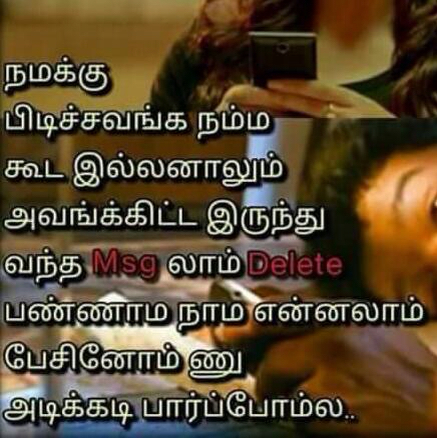 நமக்கு
பிடிச்சவங்க நம்ம
கூட இல்லனாலும்
அவங்க்கிட்ட இருந்து
வந்த Msg லாம் Delete
பண்ணாம நாம என்னலாம்
பேசினோம் ணு
அடிக்கடி பார்ப்போம்ல..